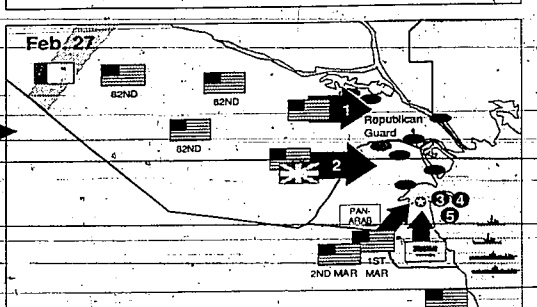 Feb. 27
82ND
82ND
1
Republican
Guard
82ND
2
PAN-
ARAB
3 4
5
2ND MAR
1ST
MAR